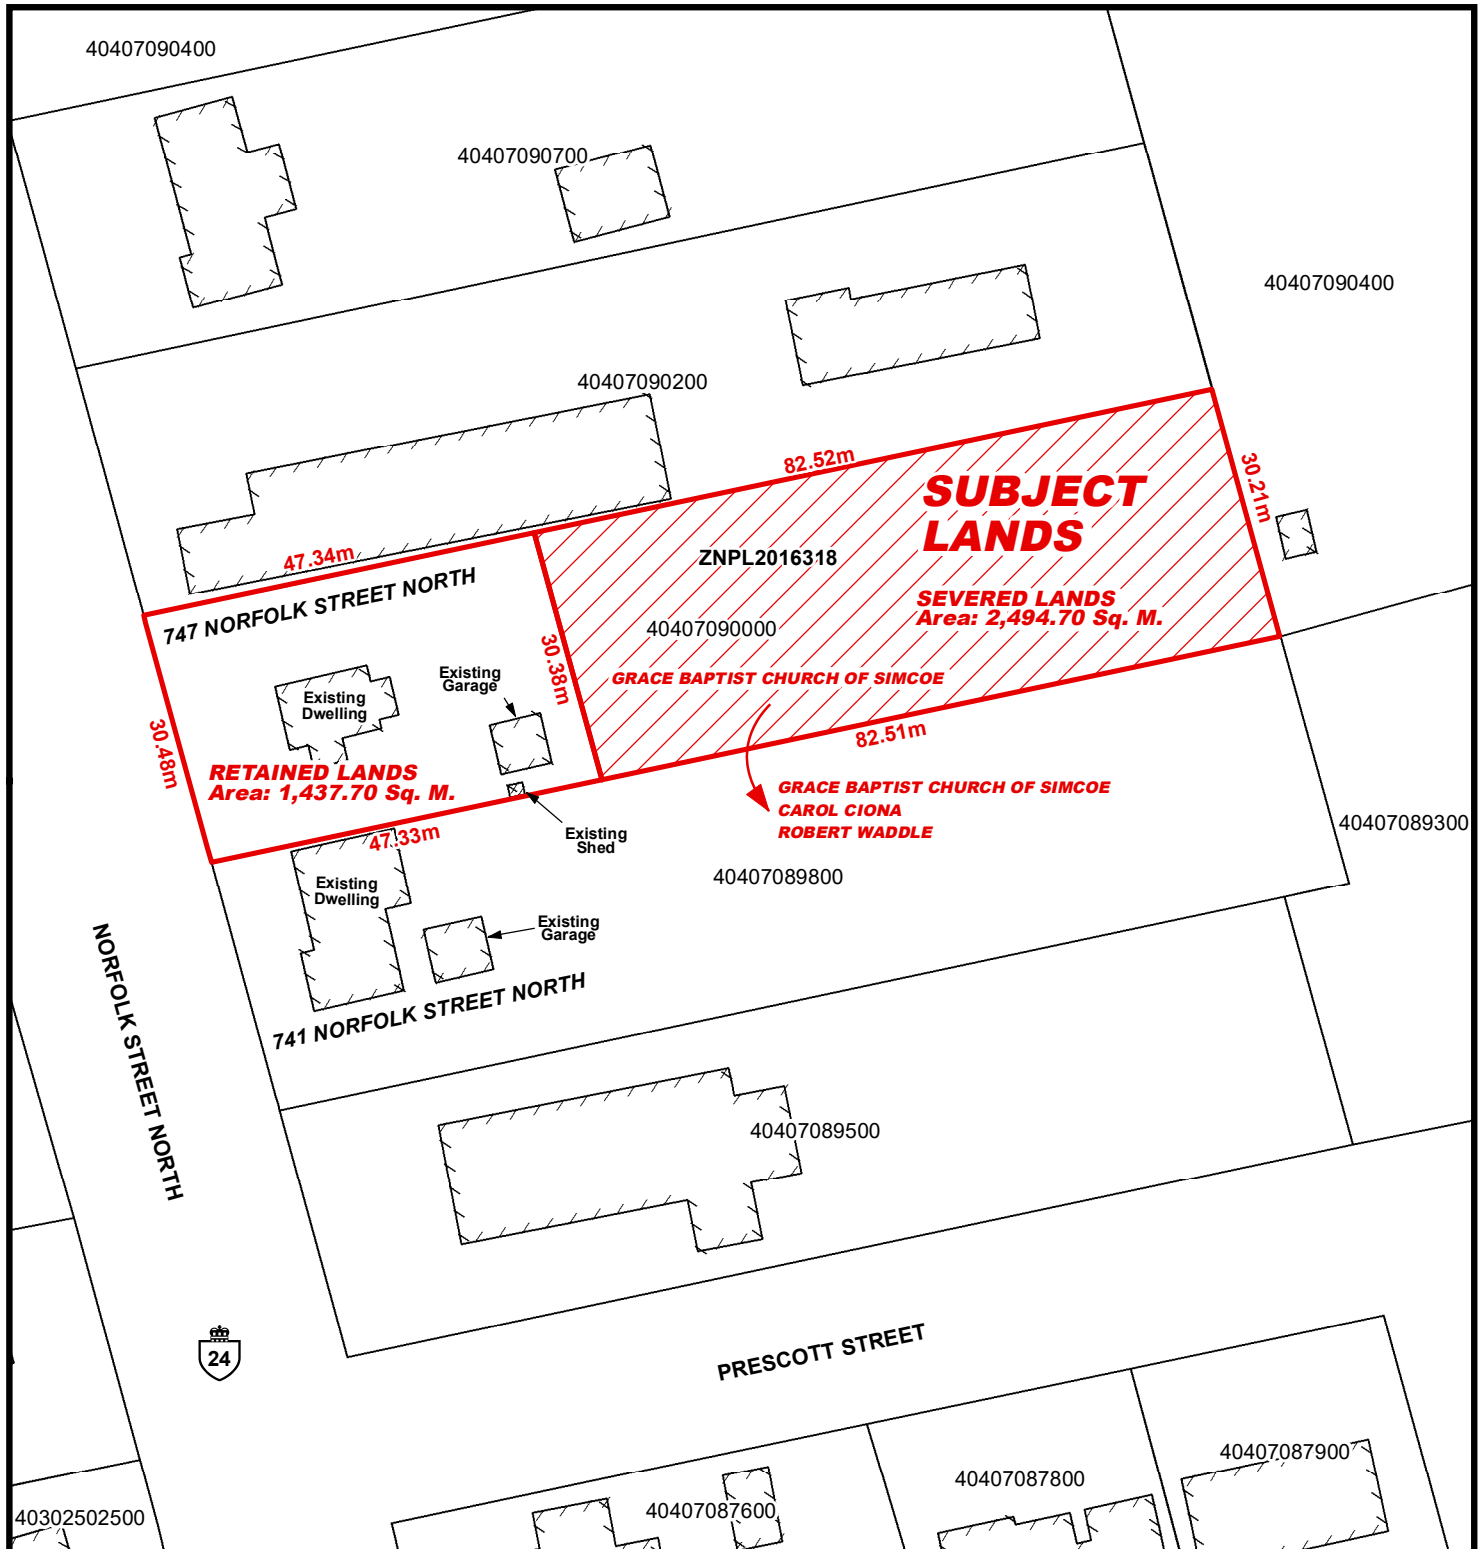 40407090400
40407090700
40407090400
40407090200
82.52m
30.21m
SUBJECT
LANDS
47.34m
747 NORFOLK STREET NORTH
ZNPL2016318
SEVERED LANDS
Area: 2,494.70 Sq. M.
40407090000
30.38m
GRACE BAPTIST CHURCH OF SIMCOE
Existing
Garage
Existing
Dwelling
30.48m
82.51m
RETAINED LANDS
Area: 1,437.70 Sq. M.
GRACE BAPTIST CHURCH OF SIMCOE
CAROL CIONA
ROBERT WADDLE
47.33m
Existing
Shed
40407089300
40407089800
Existing
Dwelling
Existing
Garage
741 NORFOLK STREET NORTH
NORFOLK STREET NORTH
40407089500
24
PRESCOTT STREET
40407087900
40407087800
40407087600
40302502500